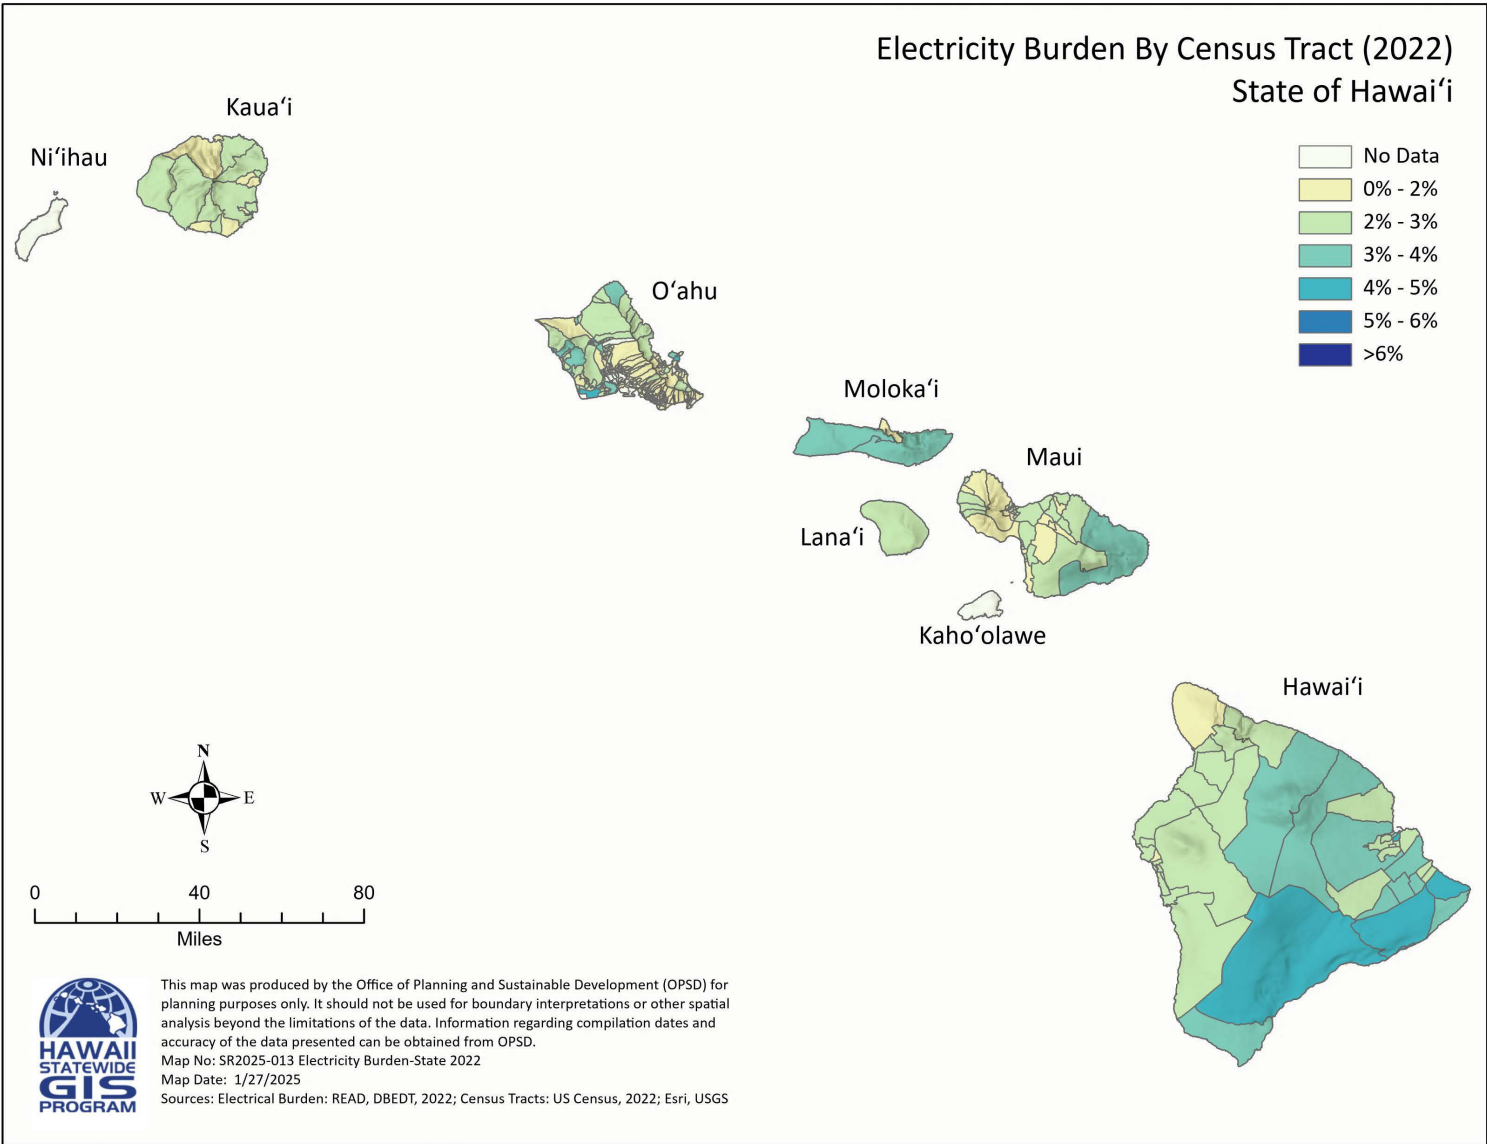 Electricity Burden By Census Tract (2022)
State of Hawaiʻi
No Data
0% - 2%
2% - 3%
3% - 4%
4% - 5%
5% - 6%
>6%
Kauaʻi
Niʻihau
Oʻahu
Molokaʻi
Maui
Lanaʻi
Kahoʻolawe
Hawaiʻi
N
W E
S
0 40 80
Miles
HAWAII
STATEWIDE
GIS
PROGRAM
This map was produced by the Office of Planning and Sustainable Development (OPSD) for
planning purposes only. It should not be used for boundary interpretations or other spatial
analysis beyond the limitations of the data. Information regarding compilation dates and
accuracy of the data presented can be obtained from OPSD.
Map No: SR2025-013 Electricity Burden-State 2022
Map Date: 1/27/2025
Sources: Electrical Burden: READ, DBEDT, 2022; Census Tracts: US Census, 2022; Esri, USGS